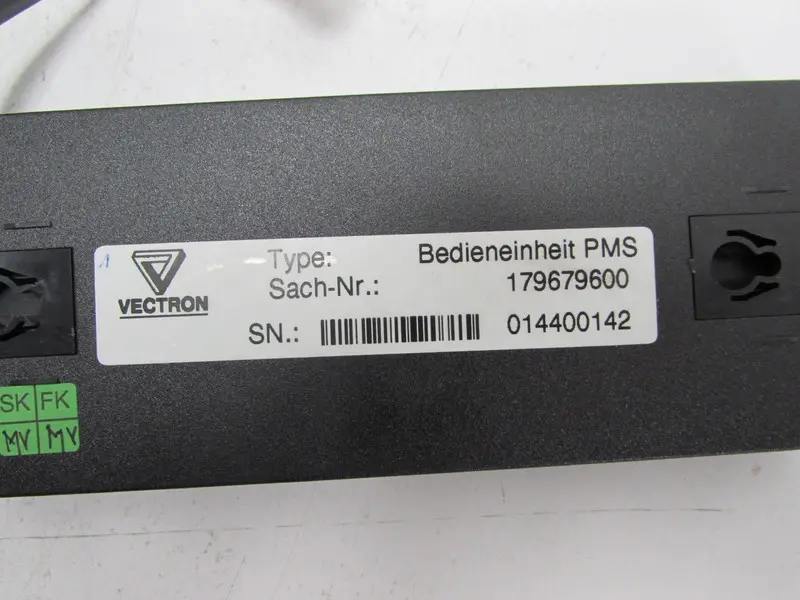 VECTRON
Type: Bedieneinheit PMS
Sach-Nr.: 179679600
SN.: 014400142
SK FK
MV MV